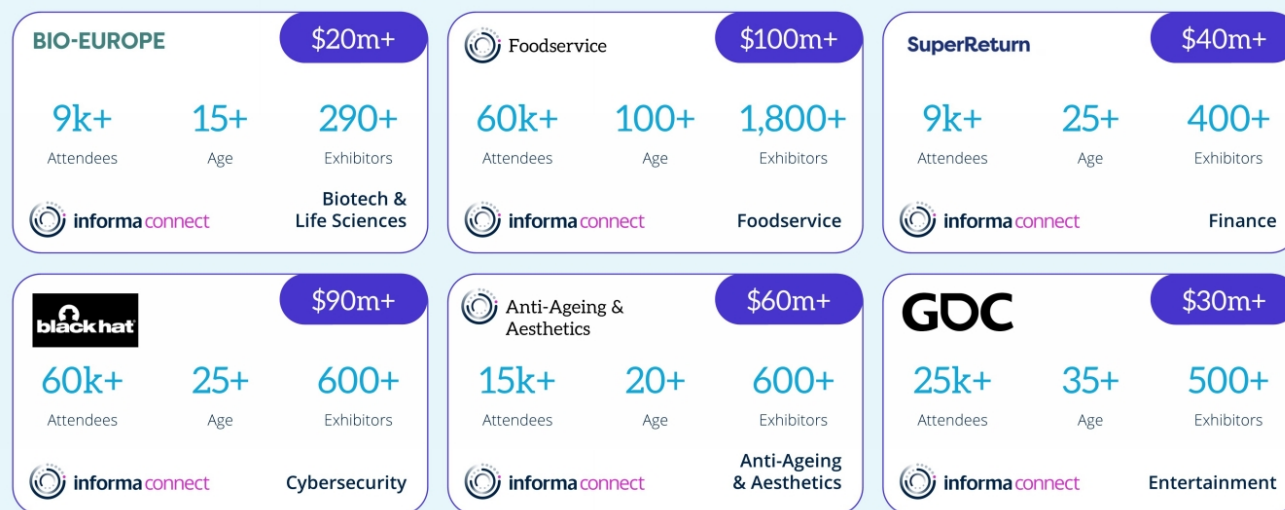 BIO-EUROPE
$20m+
9k+ 15+ 290+
Attendees Age Exhibitors
informa connect
Biotech &
Life Sciences
Foodservice
$100m+
60k+ 100+ 1,800+
Attendees Age Exhibitors
informa connect
Foodservice
SuperReturn
$40m+
9k+ 25+ 400+
Attendees Age Exhibitors
informa connect
Finance
black hat
$90m+
60k+ 25+ 600+
Attendees Age Exhibitors
informa connect
Cybersecurity
Anti-Ageing &
Aesthetics
$60m+
15k+ 20+ 600+
Attendees Age Exhibitors
informa connect
Anti-Ageing
& Aesthetics
GDC
$30m+
25k+ 35+ 500+
Attendees Age Exhibitors
informa connect
Entertainment